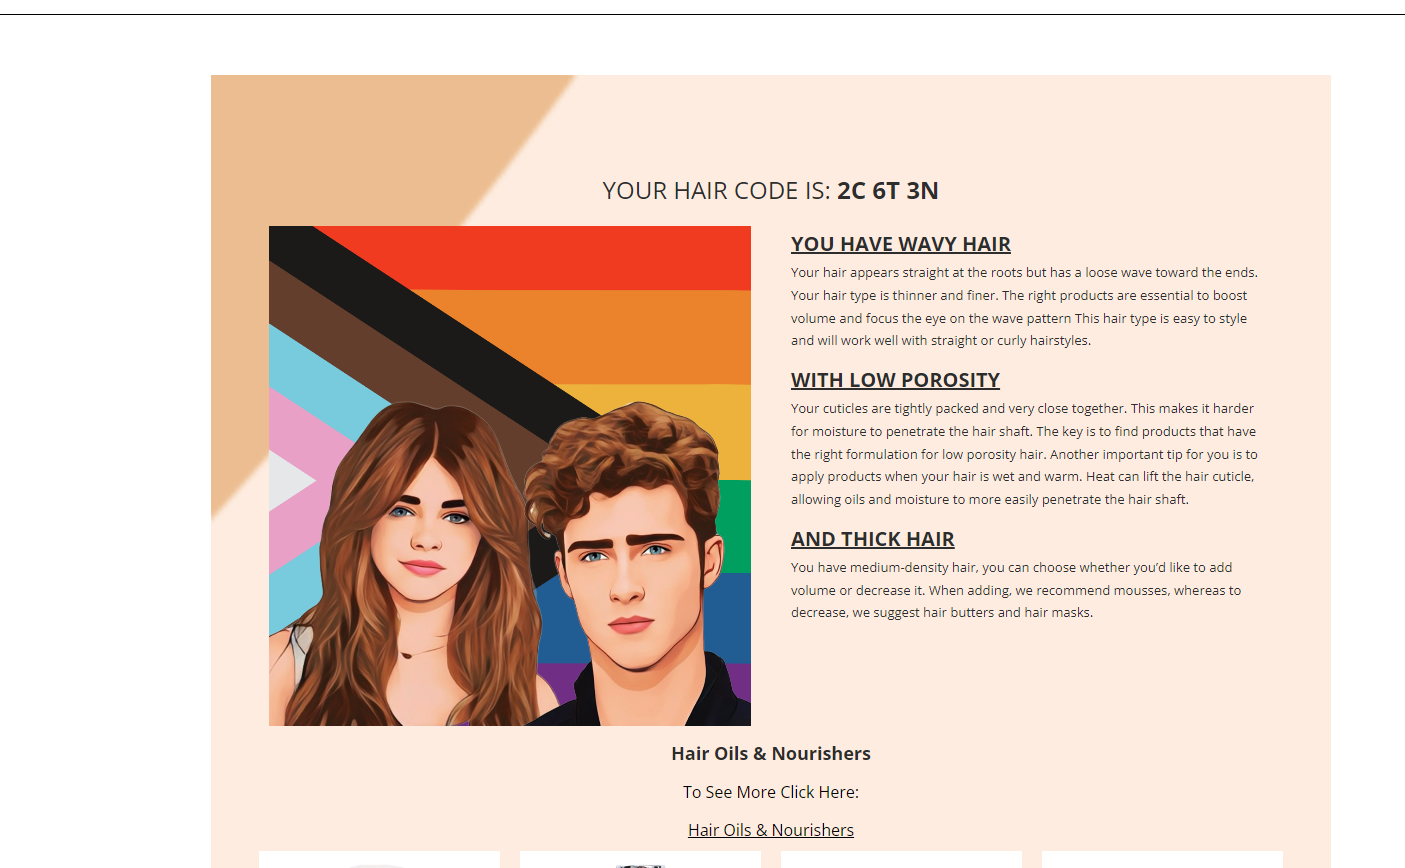 YOUR HAIR CODE IS: 2C 6T 3N
YOU HAVE WAVY HAIR
Your hair appears straight at the roots but has a loose wave toward the ends.
Your hair type is thinner and finer. The right products are essential to boost
volume and focus the eye on the wave pattern This hair type is easy to style
and will work well with straight or curly hairstyles.
WITH LOW POROSITY
Your cuticles are tightly packed and very close together. This makes it harder
for moisture to penetrate the hair shaft. The key is to find products that have
the right formulation for low porosity hair. Another important tip for you is to
apply products when your hair is wet and warm. Heat can lift the hair cuticle,
allowing oils and moisture to more easily penetrate the hair shaft.
AND THICK HAIR
You have medium-density hair, you can choose whether you’d like to add
volume or decrease it. When adding, we recommend mousses, whereas to
decrease, we suggest hair butters and hair masks.
Hair Oils & Nourishers
To See More Click Here:
Hair Oils & Nourishers